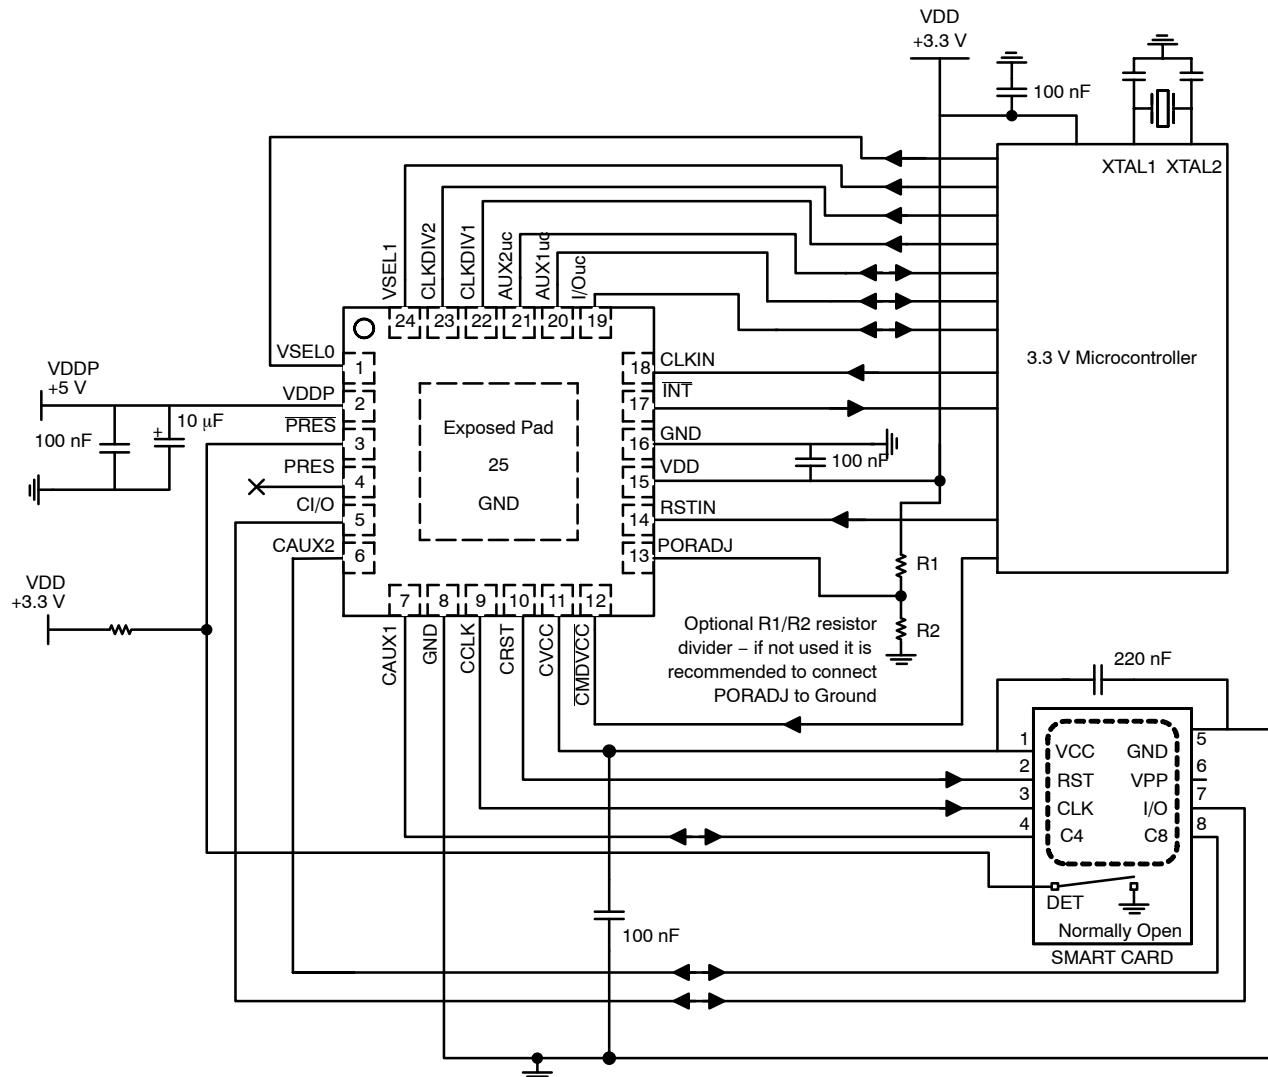 VDD
+3.3 V
100 nF
XTAL1 XTAL2
3.3 V Microcontroller
VSEL1
CLKDIV2
CLKDIV1
AUX2uc
AUX1uc
I/Ouc
24 23 22 21 20 19
VSEL0
1
VDDP
+5 V
VDDP
2
100 nF
+
10 μF
PRES
3
PRES
4
CI/O
5
CAUX2
6
Exposed Pad
25
GND
18
CLKIN
17
INT
16
GND
100 nF
15
VDD
14
RSTIN
13
PORADJ
R1
R2
VDD
+3.3 V
7 8 9 10 11 12
CAUX1
GND
CCLK
CRST
CVCC
CMDVCC
Optional R1/R2 resistor
divider – if not used it is
recommended to connect
PORADJ to Ground
220 nF
1
VCC
GND
5
2
RST
VPP
6
3
CLK
I/O
7
4
C4
C8
8
DET
Normally Open
SMART CARD
100 nF